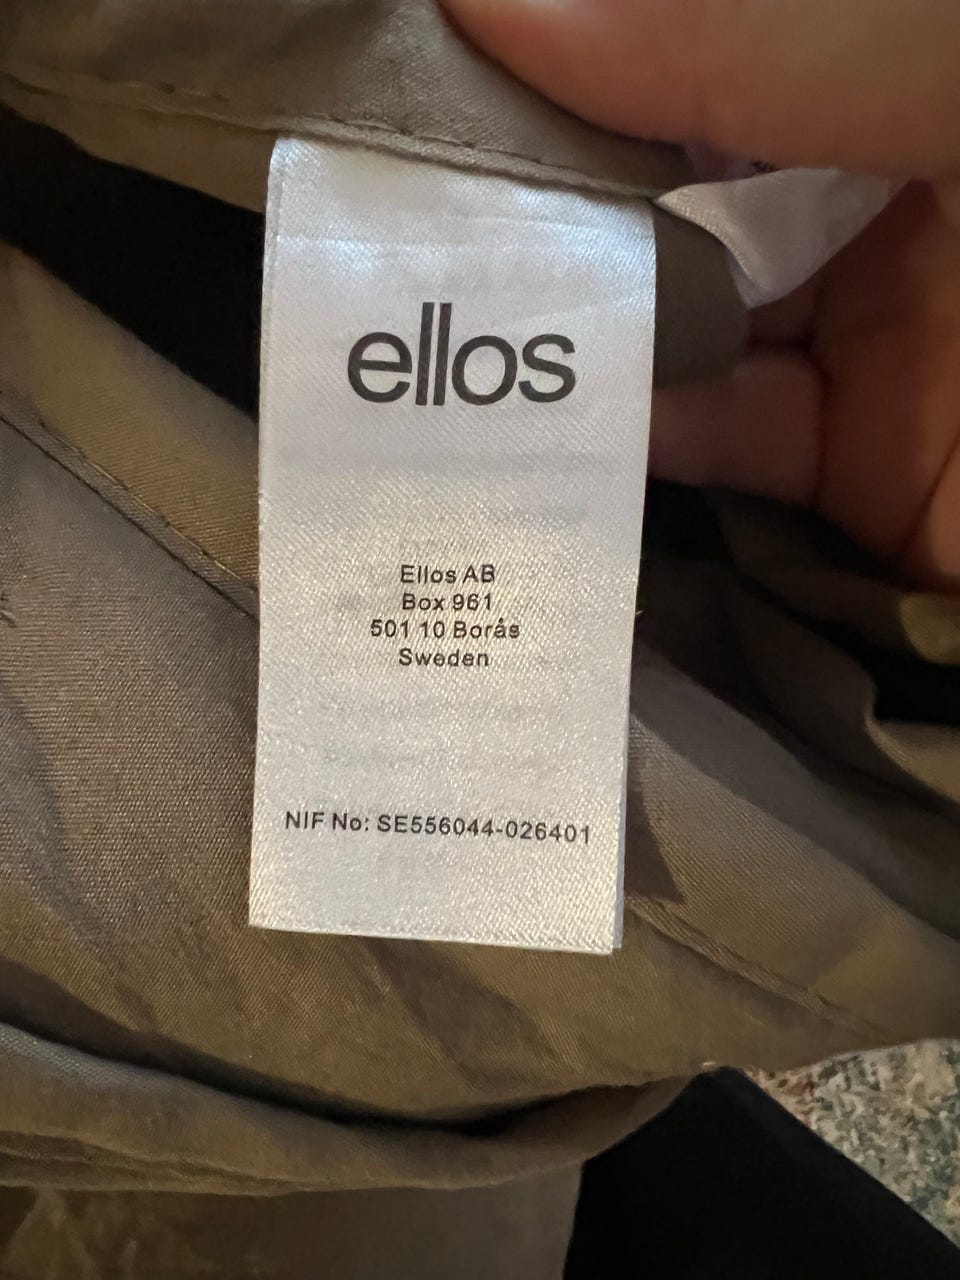 ellos
Ellos AB
Box 961
501 10 Borås
Sweden
NIF No: SE556044-026401